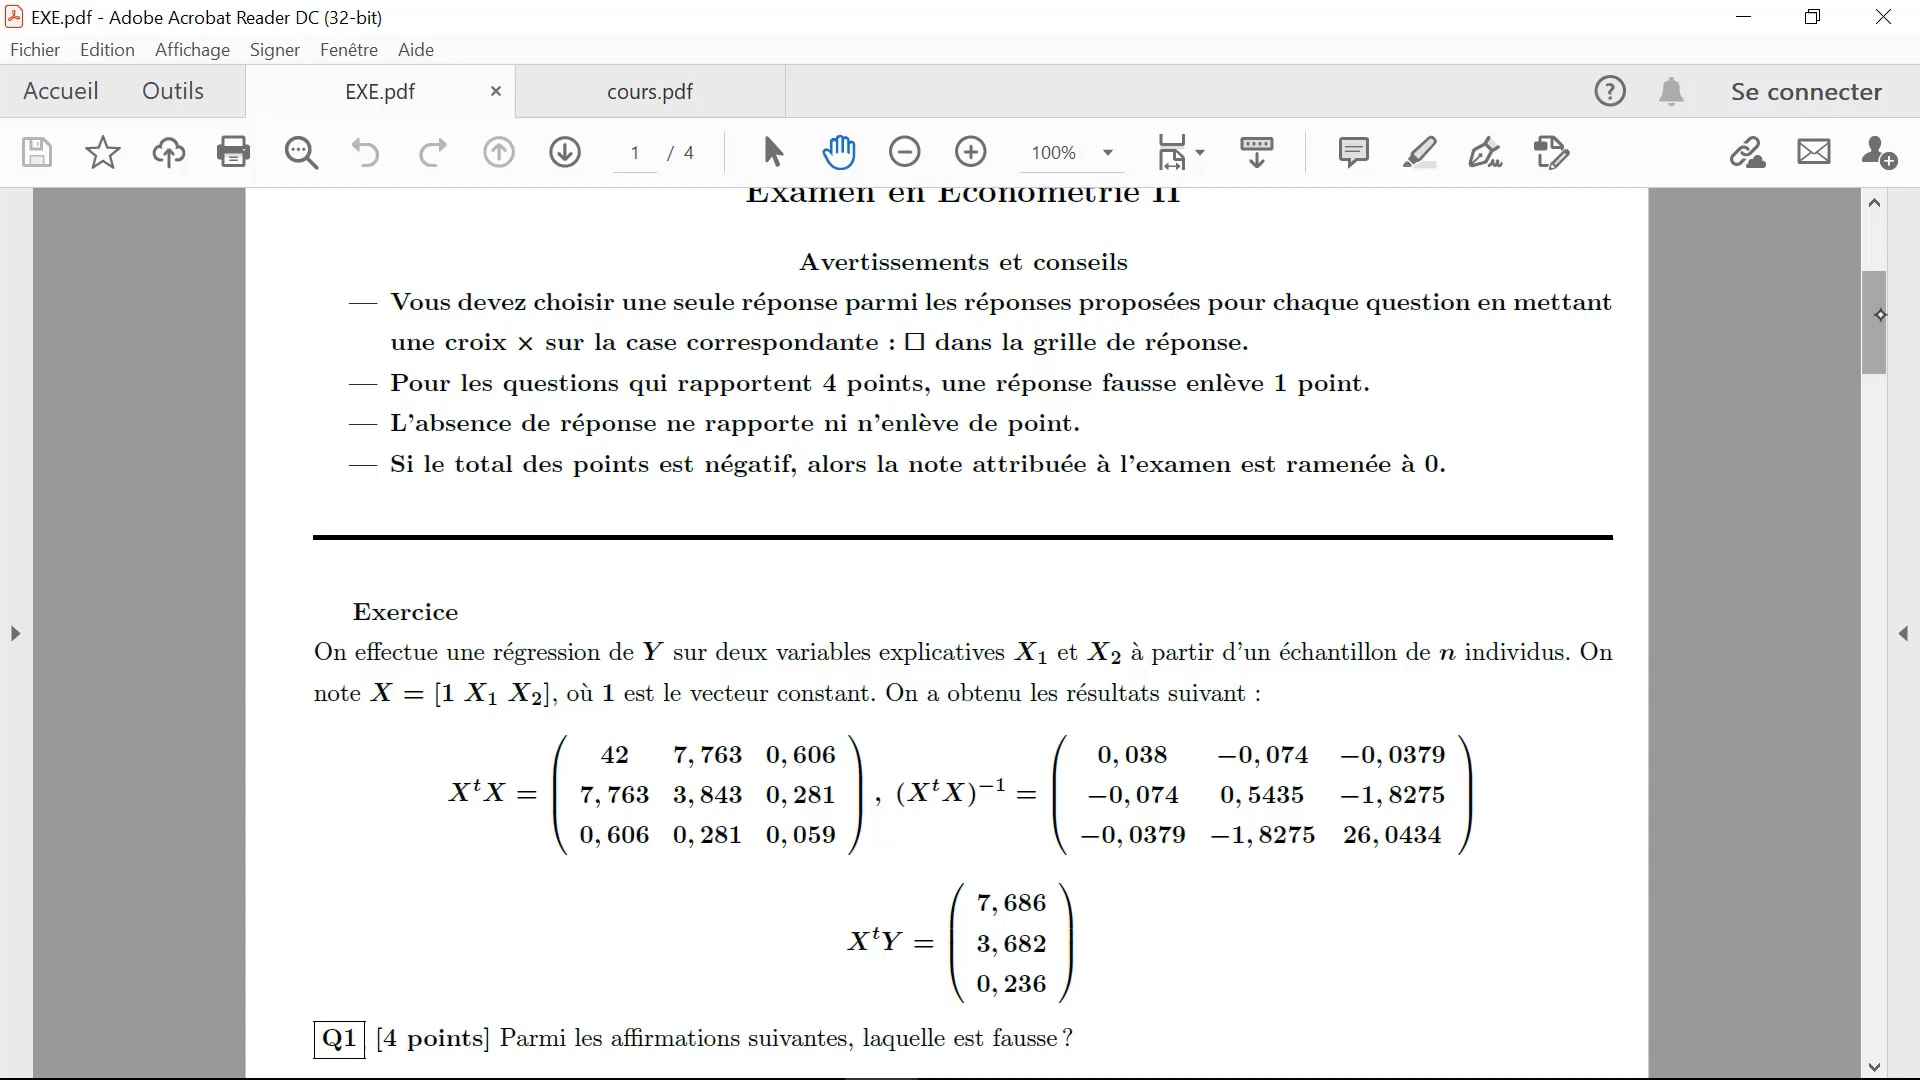 EXE.pdf - Adobe Acrobat Reader DC (32-bit)
Fichier Edition Affichage Signer Fenêtre Aide
Accueil Outils EXE.pdf × cours.pdf ? Se connecter
1 / 4 100%
Examen en Econométrie II
Avertissements et conseils
— Vous devez choisir une seule réponse parmi les réponses proposées pour chaque question en mettant
une croix × sur la case correspondante : □ dans la grille de réponse.
— Pour les questions qui rapportent 4 points, une réponse fausse enlève 1 point.
— L'absence de réponse ne rapporte ni n'enlève de point.
— Si le total des points est négatif, alors la note attribuée à l'examen est ramenée à 0.
Exercice
On effectue une régression de Y sur deux variables explicatives X₁ et X₂ à partir d'un échantillon de n individus. On
note X = [1 X₁ X₂], où 1 est le vecteur constant. On a obtenu les résultats suivant :
42 7,763 0,606 0,038 −0,074 −0,0379
XᵗX = 7,763 3,843 0,281 , (XᵗX)⁻¹ = −0,074 0,5435 −1,8275
0,606 0,281 0,059 −0,0379 −1,8275 26,0434
7,686
XᵗY = 3,682
0,236
Q1 [4 points] Parmi les affirmations suivantes, laquelle est fausse ?